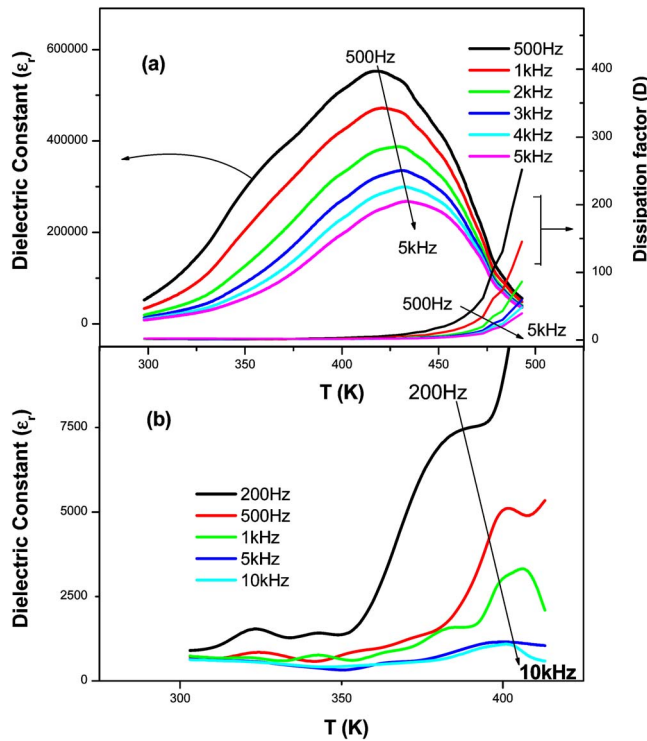 (a)
500Hz
5kHz
500Hz
5kHz
500Hz
1kHz
2kHz
3kHz
4kHz
5kHz
Dielectric Constant (εr)
600000
400000
200000
0
Dissipation factor (D)
400
300
200
100
0
300 350 400 450 500
T (K)
(b)
200Hz
10kHz
200Hz
500Hz
1kHz
5kHz
10kHz
Dielectric Constant (εr)
7500
5000
2500
0
300 350 400
T (K)